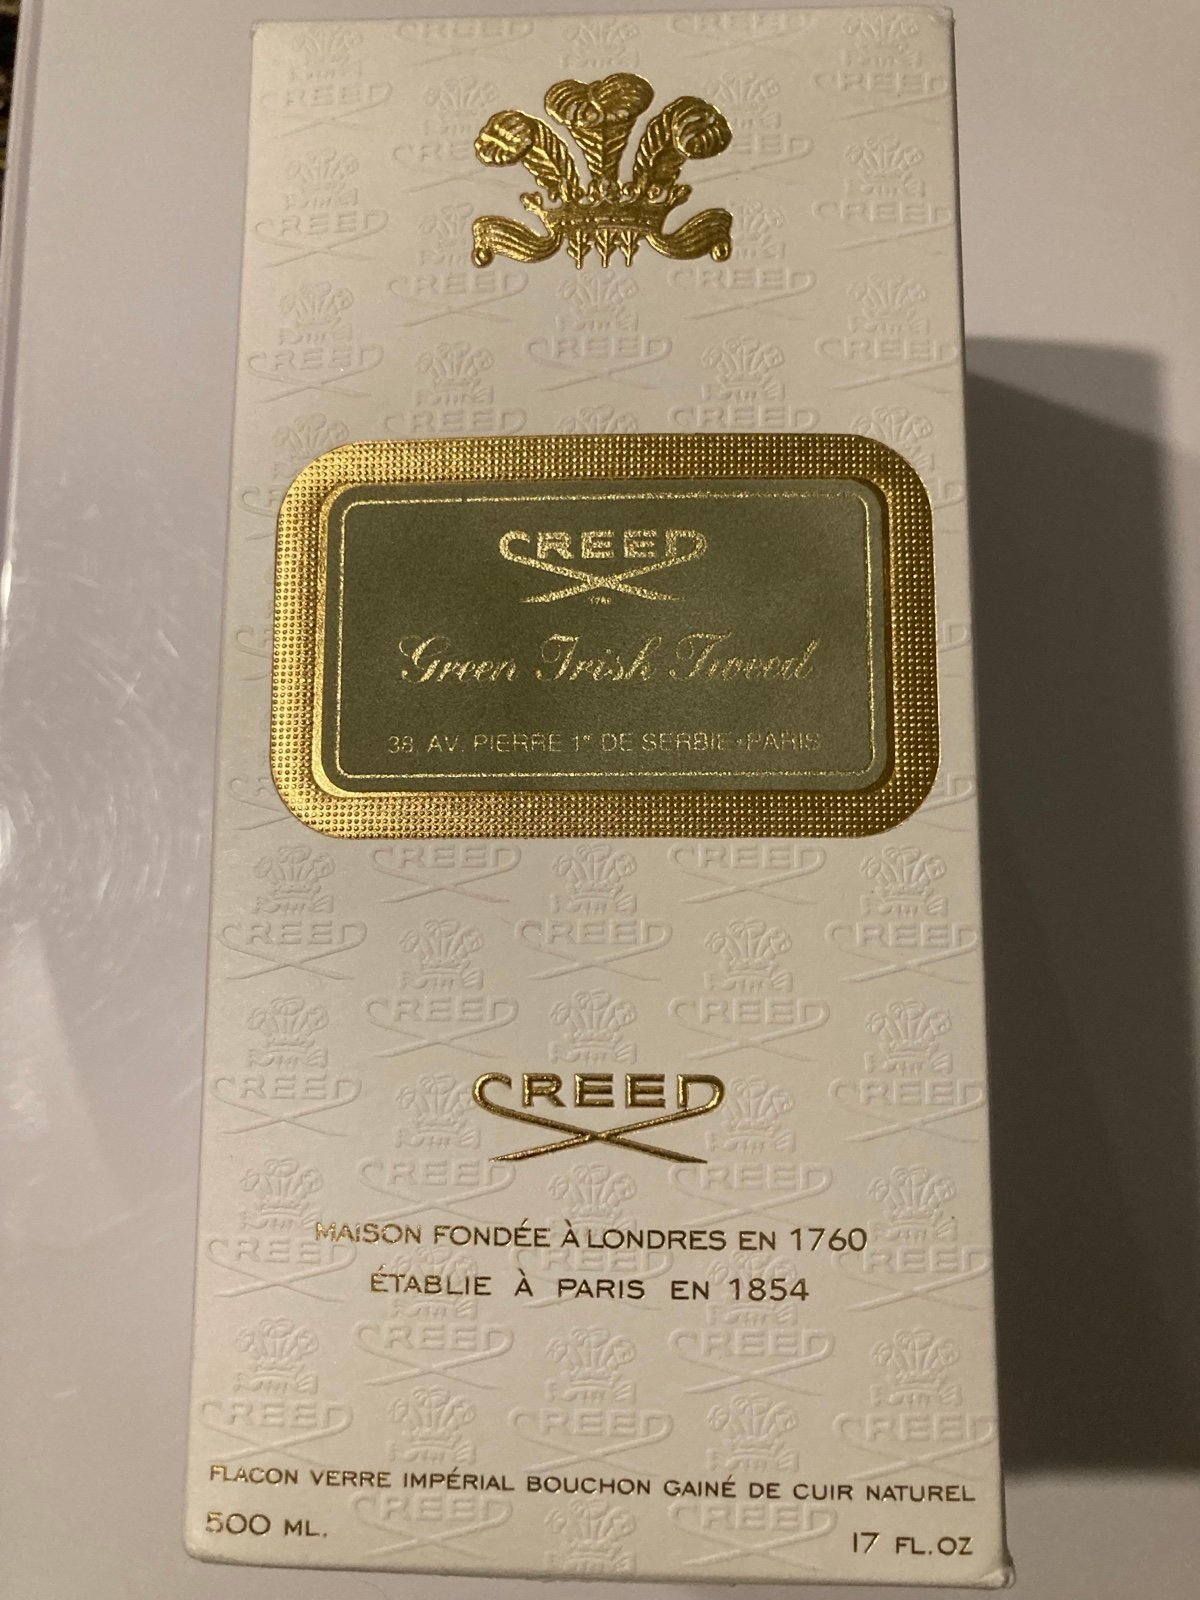 CREED
1760
Green Irish Tweed
38, AV. PIERRE 1er DE SERBIE - PARIS
CREED
MAISON FONDÉE À LONDRES EN 1760
ÉTABLIE À PARIS EN 1854
FLACON VERRE IMPÉRIAL BOUCHON GAINÉ DE CUIR NATUREL
500 ML.
17 FL.OZ